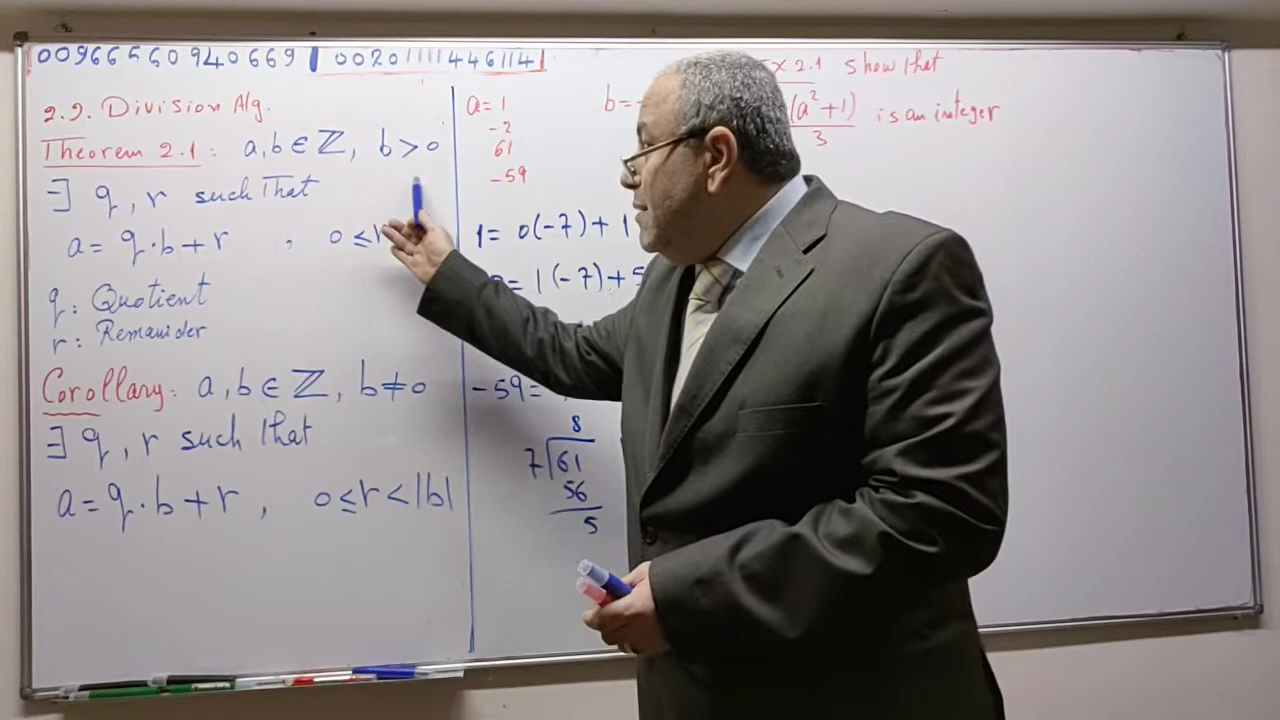 00966560940669 | 00201111446114
2.2. Division Alg.
Theorem 2.1: a, b ∈ ℤ, b > 0
∃ q, r such That
a = q·b + r , 0 ≤ r
q: Quotient
r: Remainder
Corollary: a, b ∈ ℤ, b ≠ 0
∃ q, r such that
a = q·b + r , 0 ≤ r < |b|
a = 1 b = -
-2
61
-59
1 = 0(-7) + 1
= 1(-7) + 5
-59 =
8
7 61
56
5
EX 2.1 Show that
(a² + 1)
3
is an integer